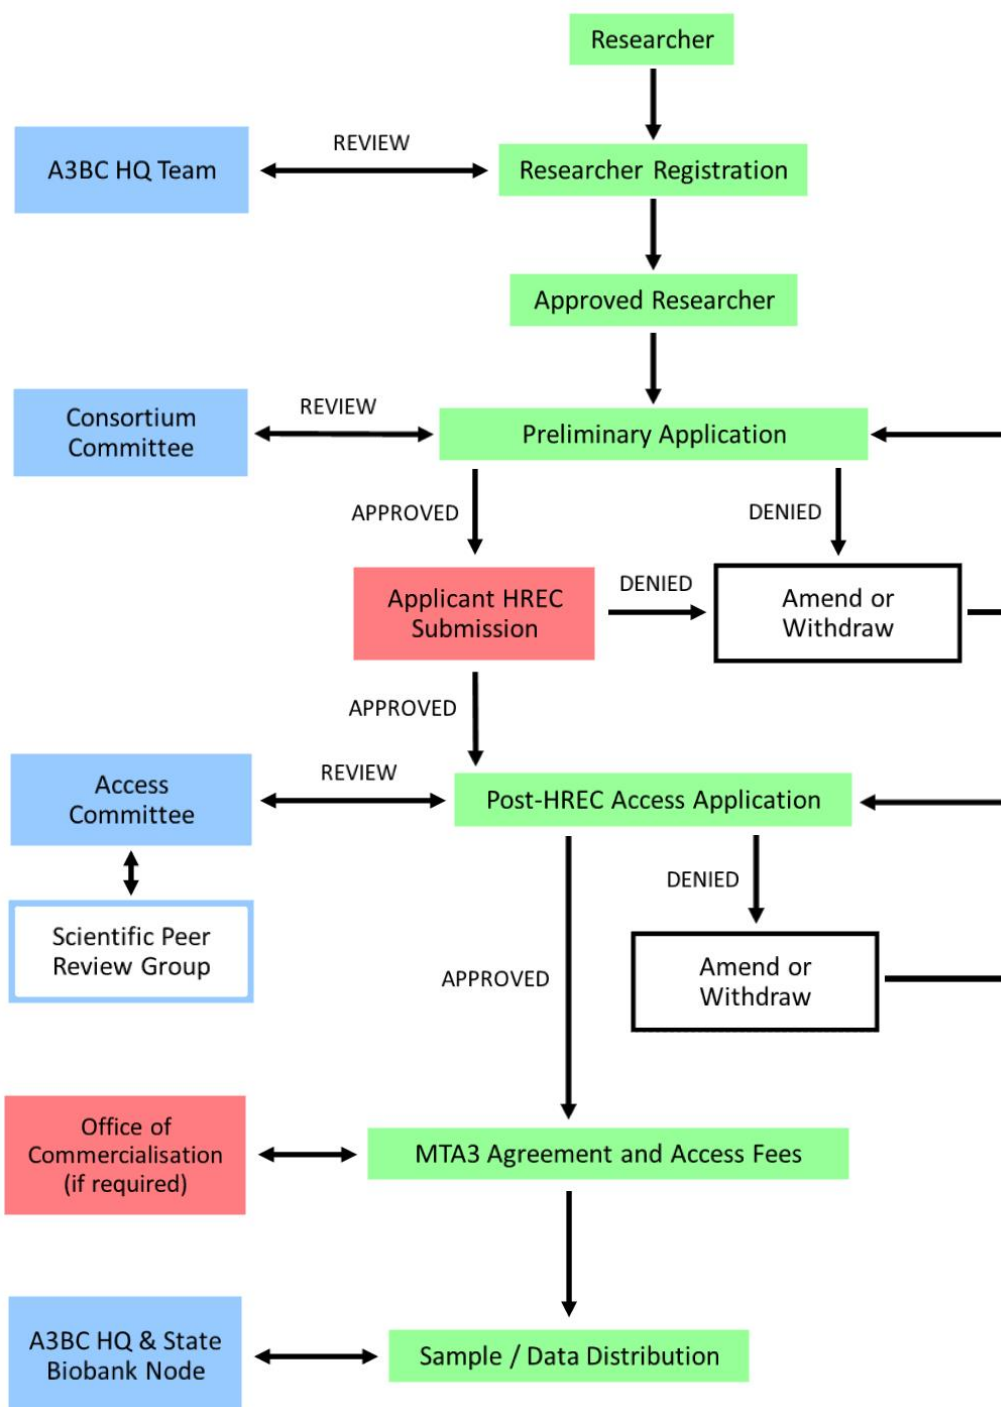 Researcher
REVIEW
A3BC HQ Team
Researcher Registration
Approved Researcher
Consortium
Committee
REVIEW
Preliminary Application
APPROVED
DENIED
Applicant HREC
Submission
DENIED
Amend or
Withdraw
APPROVED
Access
Committee
REVIEW
Post-HREC Access Application
DENIED
Scientific Peer
Review Group
APPROVED
Amend or
Withdraw
Office of
Commercialisation
(if required)
MTA3 Agreement and Access Fees
A3BC HQ & State
Biobank Node
Sample / Data Distribution